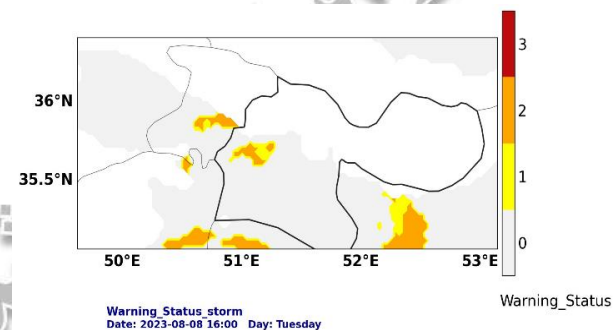 3
2
1
0
36°N
35.5°N
50°E 51°E 52°E 53°E
Warning_Status
Warning_Status_storm
Date: 2023-08-08 16:00 Day: Tuesday